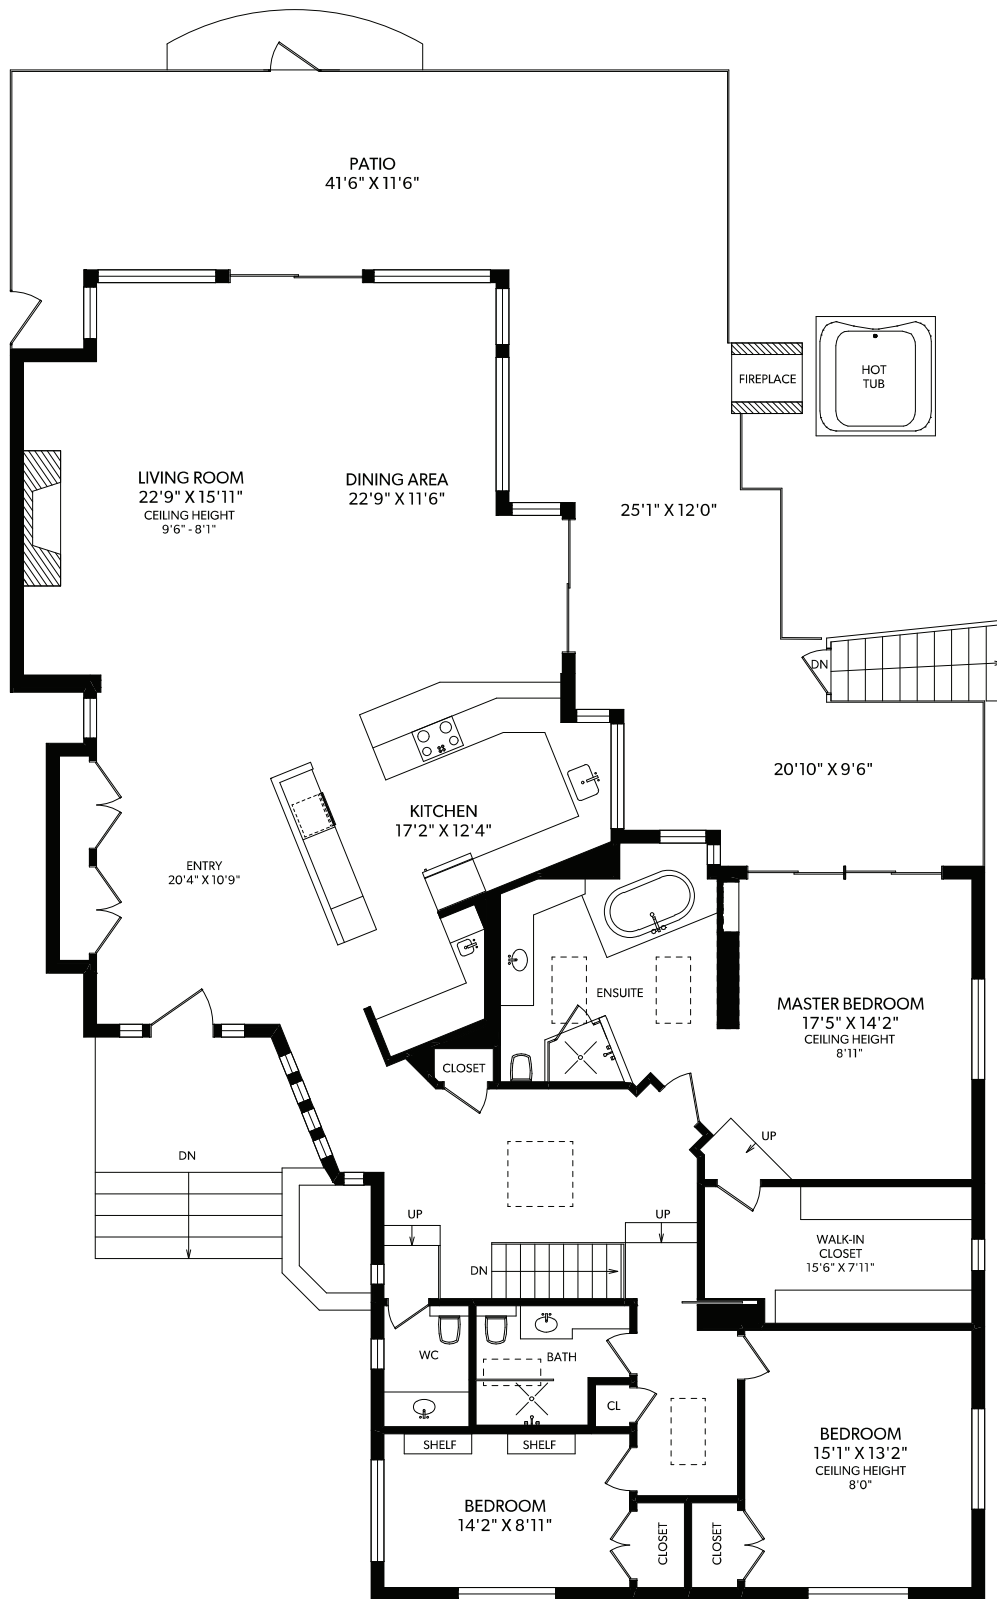 PATIO
41'6" X 11'6"
FIREPLACE
HOT
TUB
LIVING ROOM
22'9" X 15'11"
CEILING HEIGHT
9'6" - 8'1"
DINING AREA
22'9" X 11'6"
25'1" X 12'0"
DN
20'10" X 9'6"
KITCHEN
17'2" X 12'4"
ENTRY
20'4" X 10'9"
ENSUITE
MASTER BEDROOM
17'5" X 14'2"
CEILING HEIGHT
8'11"
CLOSET
UP
DN
UP
UP
DN
WALK-IN
CLOSET
15'6" X 7'11"
WC
BATH
CL
SHELF
SHELF
BEDROOM
15'1" X 13'2"
CEILING HEIGHT
8'0"
BEDROOM
14'2" X 8'11"
CLOSET
CLOSET